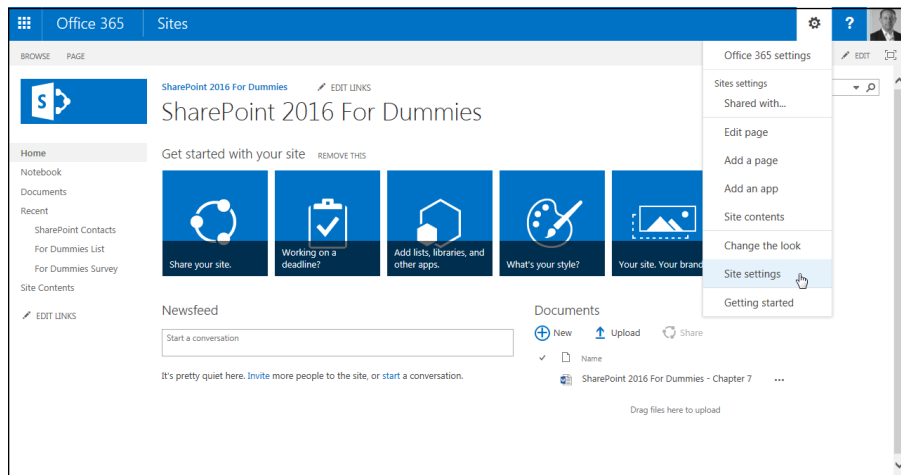 Office 365 Sites ?
BROWSE PAGE EDIT
Office 365 settings
Sites settings
Shared with...
Edit page
Add a page
Add an app
Site contents
Change the look
Site settings
Getting started
S
SharePoint 2016 For Dummies EDIT LINKS
SharePoint 2016 For Dummies
Home
Notebook
Documents
Recent
SharePoint Contacts
For Dummies List
For Dummies Survey
Site Contents
EDIT LINKS
Get started with your site REMOVE THIS
Share your site.
Working on a
deadline?
Add lists, libraries, and
other apps.
What's your style?
Your site. Your brand
Newsfeed
Start a conversation
It's pretty quiet here. Invite more people to the site, or start a conversation.
Documents
New Upload Share
Name
SharePoint 2016 For Dummies - Chapter 7 ...
Drag files here to upload